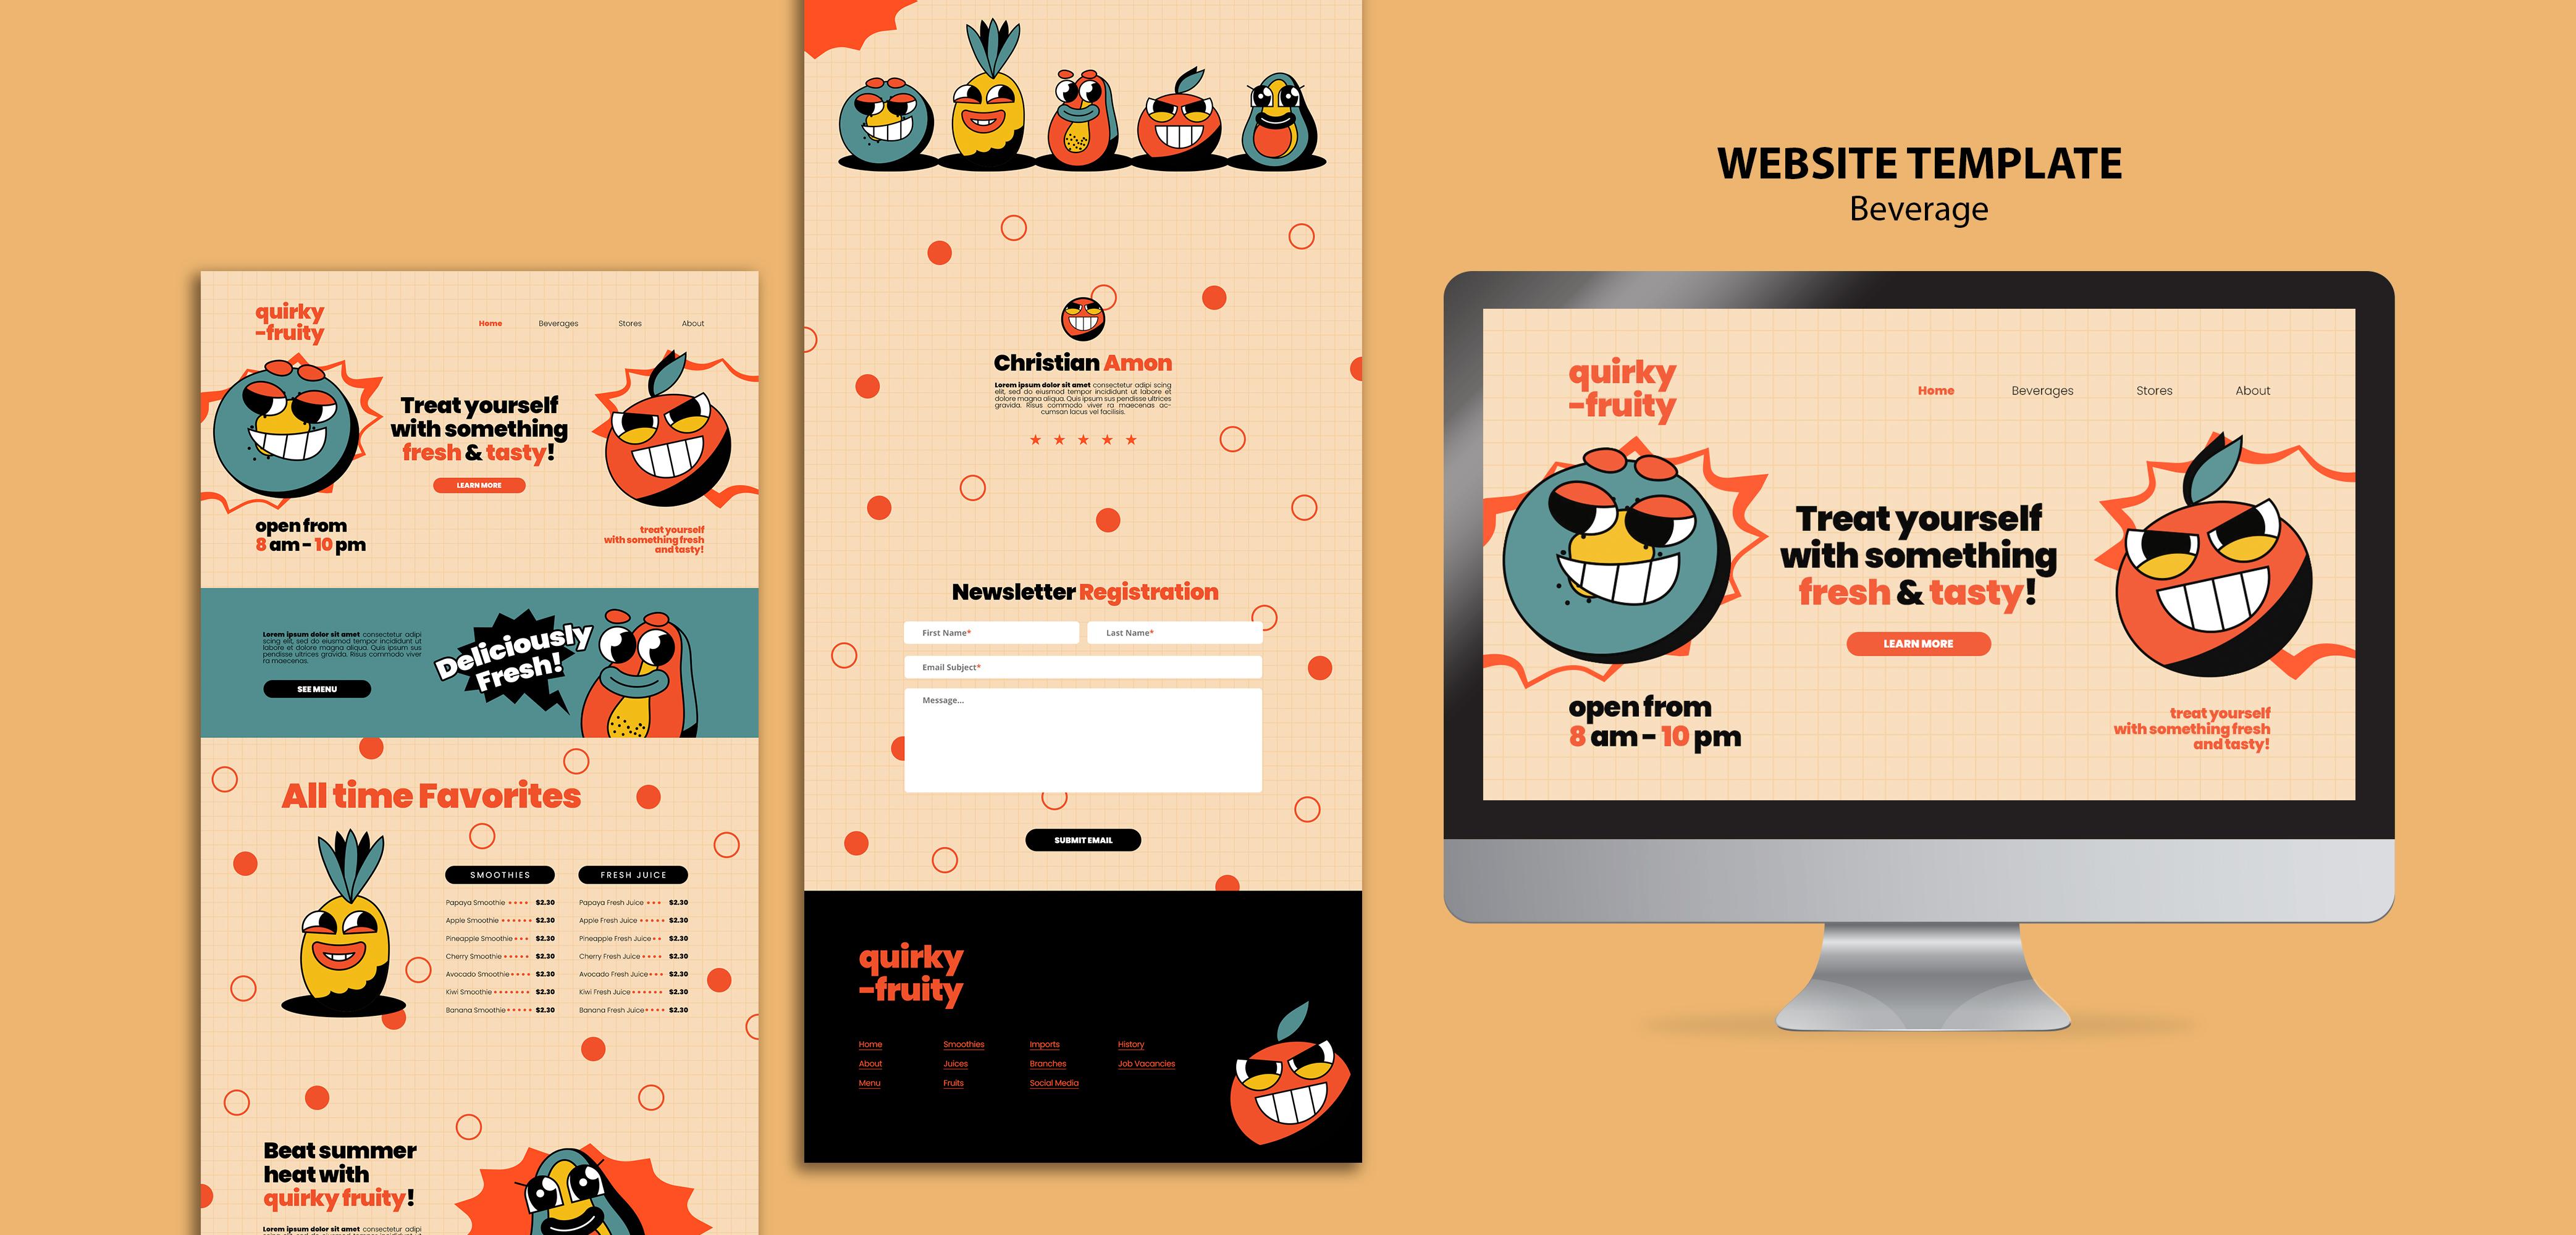 quirky
-fruity
Home Beverages Stores About
Treat yourself
with something
fresh & tasty!
LEARN MORE
open from
8 am - 10 pm
treat yourself
with something fresh
and tasty!
Lorem ipsum dolor sit amet consectetur adipi
scing elit, sed do eiusmod tempor incididunt ut
labore et dolore magna aliqua. Quis ipsum sus
pendisse ultrices gravida. Risus commodo viver
ra maecenas.
SEE MENU
Deliciously
Fresh!
All time Favorites
SMOOTHIES
Papaya Smoothie $2.30
Apple Smoothie $2.30
Pineapple Smoothie $2.30
Cherry Smoothie $2.30
Avocado Smoothie $2.30
Kiwi Smoothie $2.30
Banana Smoothie $2.30
FRESH JUICE
Papaya Fresh Juice $2.30
Apple Fresh Juice $2.30
Pineapple Fresh Juice $2.30
Cherry Fresh Juice $2.30
Avocado Fresh Juice $2.30
Kiwi Fresh Juice $2.30
Banana Fresh Juice $2.30
Beat summer
heat with
quirky fruity!
Lorem ipsum dolor sit amet consectetur adipi
Christian Amon
Lorem ipsum dolor sit amet consectetur adipi scing
elit, sed do eiusmod tempor incididunt ut labore et
dolore magna aliqua. Quis ipsum sus pendisse ultrices
gravida. Risus commodo viver ra maecenas ac-
cumsan lacus vel facilisis.
Newsletter Registration
First Name* Last Name*
Email Subject*
Message...
SUBMIT EMAIL
quirky
-fruity
Home Smoothies Imports History
About Juices Branches Job Vacancies
Menu Fruits Social Media
WEBSITE TEMPLATE
Beverage
quirky
-fruity
Home Beverages Stores About
Treat yourself
with something
fresh & tasty!
LEARN MORE
open from
8 am - 10 pm
treat yourself
with something fresh
and tasty!